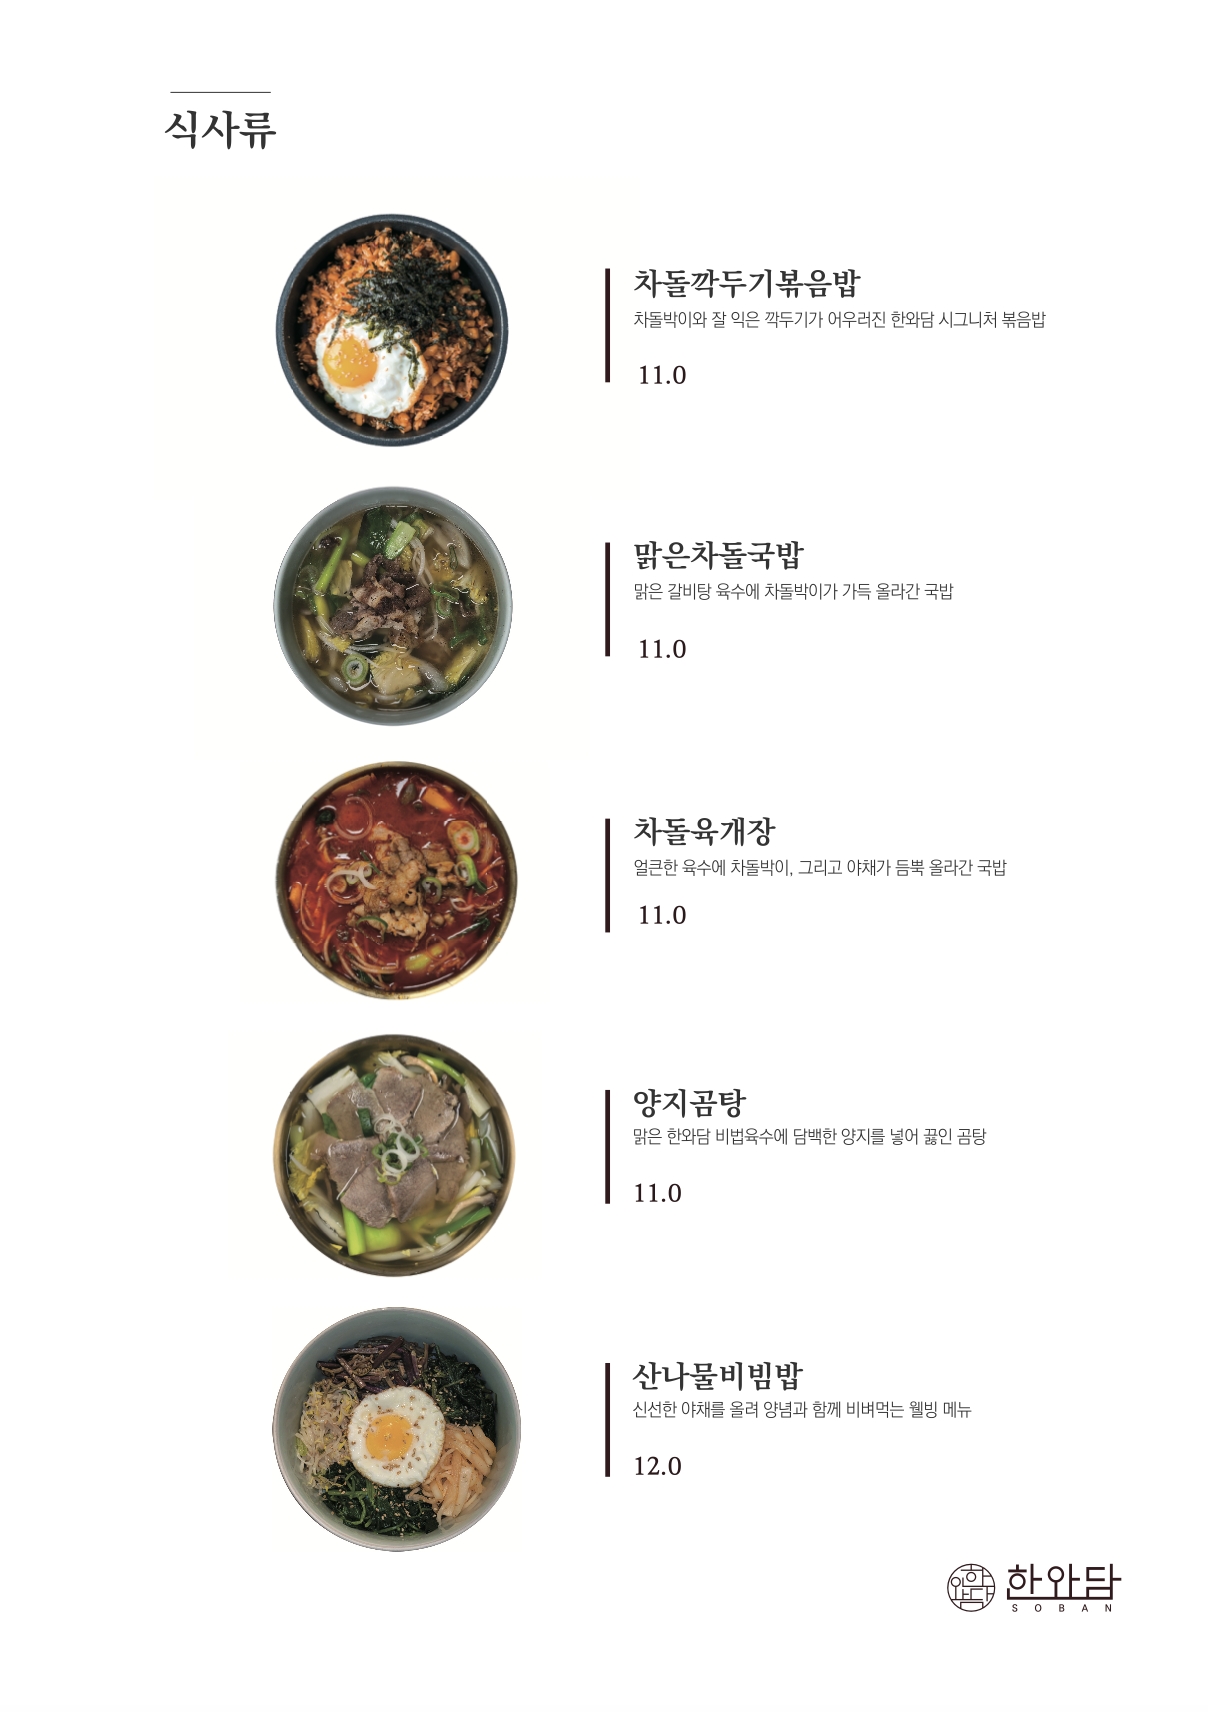 식사류
차돌깍두기볶음밥
차돌박이와 잘 익은 깍두기가 어우러진 한와담 시그니처 볶음밥
11.0
맑은차돌국밥
맑은 갈비탕 육수에 차돌박이가 가득 올라간 국밥
11.0
차돌육개장
얼큰한 육수에 차돌박이, 그리고 야채가 듬뿍 올라간 국밥
11.0
양지곰탕
맑은 한와담 비법육수에 담백한 양지를 넣어 끓인 곰탕
11.0
산나물비빔밥
신선한 야채를 올려 양념과 함께 비벼먹는 웰빙 메뉴
12.0
한와담
한와담
SOBAN